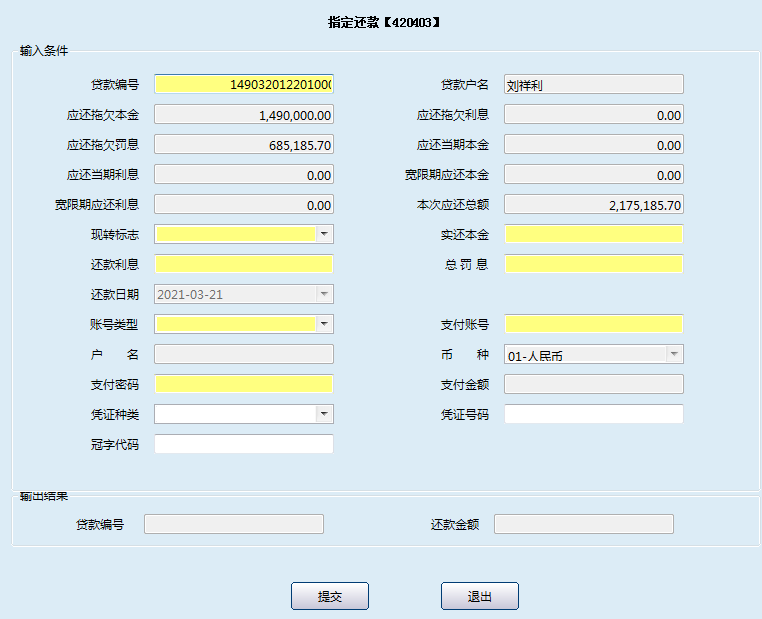 指定还款【420403】
输入条件
贷款编号 149032012201000 贷款户名 刘祥利
应还拖欠本金 1,490,000.00 应还拖欠利息 0.00
应还拖欠罚息 685,185.70 应还当期本金 0.00
应还当期利息 0.00 宽限期应还本金 0.00
宽限期应还利息 0.00 本次应还总额 2,175,185.70
现转标志 实还本金
还款利息 总 罚 息
还款日期 2021-03-21
账号类型 支付账号
户 名 币 种 01-人民币
支付密码 支付金额
凭证种类 凭证号码
冠字代码
输出结果
贷款编号 还款金额
提交 退出